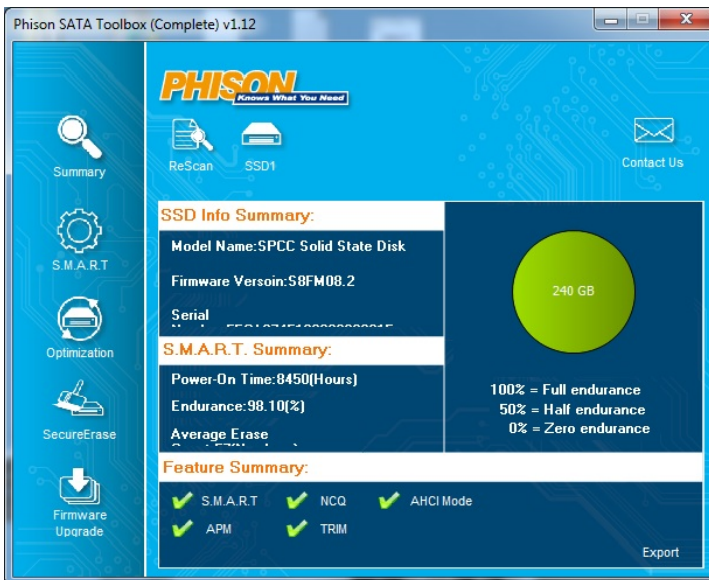 Phison SATA Toolbox (Complete) v1.12
PHISON
Knows What You Need
ReScan
SSD1
Contact Us
Summary
S.M.A.R.T
Optimization
SecureErase
Firmware
Upgrade
SSD Info Summary:
Model Name:SPCC Solid State Disk
Firmware Versoin:S8FM08.2
Serial
240 GB
100% = Full endurance
50% = Half endurance
0% = Zero endurance
S.M.A.R.T. Summary:
Power-On Time:8450(Hours)
Endurance:98.10(%)
Average Erase
Feature Summary:
S.M.A.R.T
NCQ
AHCI Mode
APM
TRIM
Export